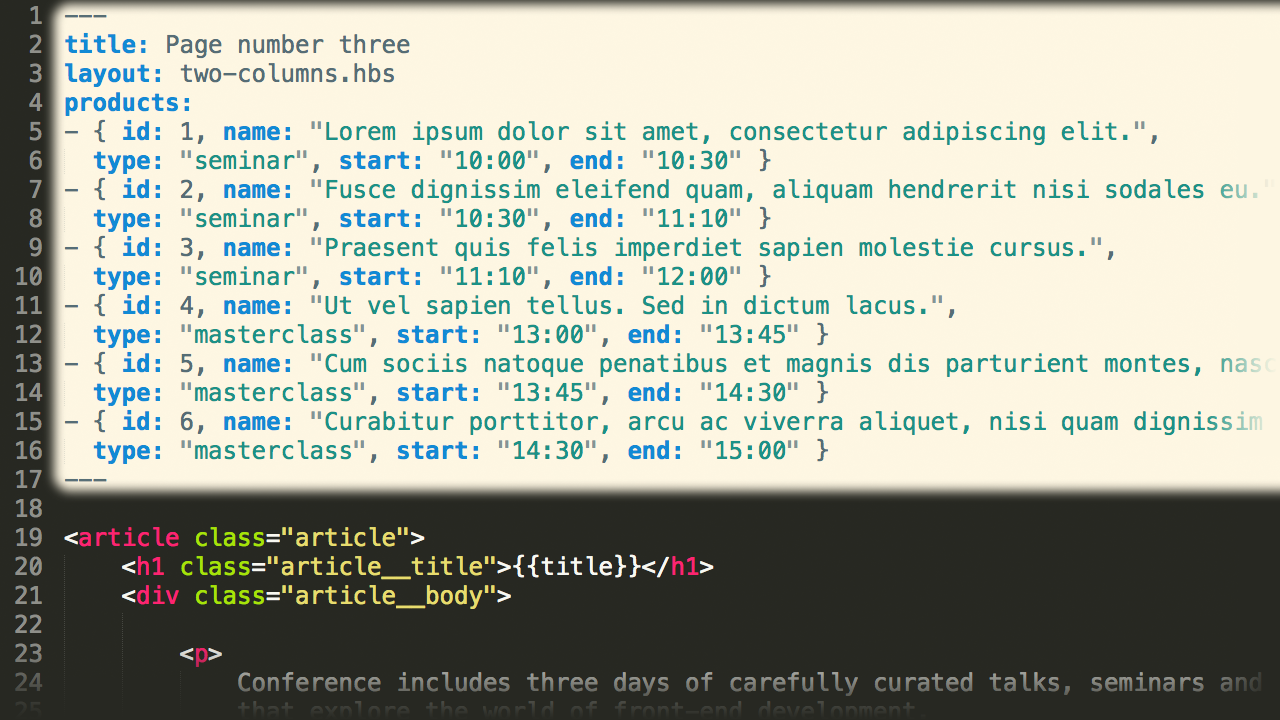 1 ---
2 title: Page number three
3 layout: two-columns.hbs
4 products:
5 - { id: 1, name: "Lorem ipsum dolor sit amet, consectetur adipiscing elit.",
6 type: "seminar", start: "10:00", end: "10:30" }
7 - { id: 2, name: "Fusce dignissim eleifend quam, aliquam hendrerit nisi sodales eu."
8 type: "seminar", start: "10:30", end: "11:10" }
9 - { id: 3, name: "Praesent quis felis imperdiet sapien molestie cursus.",
10 type: "seminar", start: "11:10", end: "12:00" }
11 - { id: 4, name: "Ut vel sapien tellus. Sed in dictum lacus.",
12 type: "masterclass", start: "13:00", end: "13:45" }
13 - { id: 5, name: "Cum sociis natoque penatibus et magnis dis parturient montes, nasc
14 type: "masterclass", start: "13:45", end: "14:30" }
15 - { id: 6, name: "Curabitur porttitor, arcu ac viverra aliquet, nisi quam dignissim
16 type: "masterclass", start: "14:30", end: "15:00" }
17 ---
18
19 <article class="article">
20 <h1 class="article__title">{{title}}</h1>
21 <div class="article__body">
22
23 <p>
24 Conference includes three days of carefully curated talks, seminars and
25 that explore the world of front-end development.